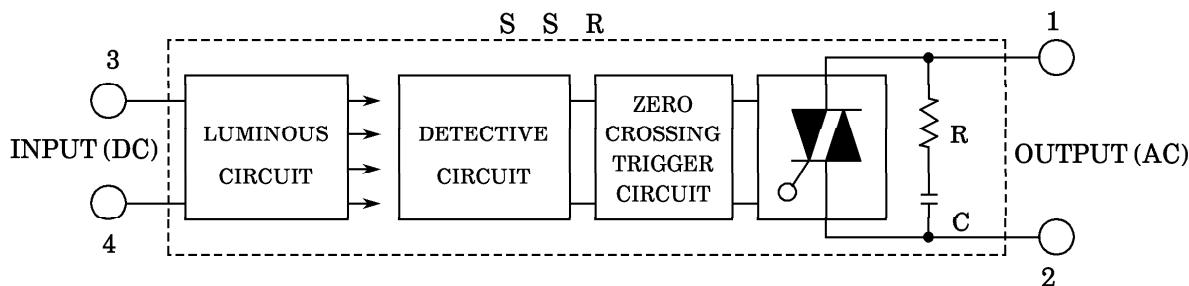 S S R
1
3
INPUT (DC)
4
LUMINOUS
CIRCUIT
DETECTIVE
CIRCUIT
ZERO
CROSSING
TRIGGER
CIRCUIT
R
C
OUTPUT (AC)
2